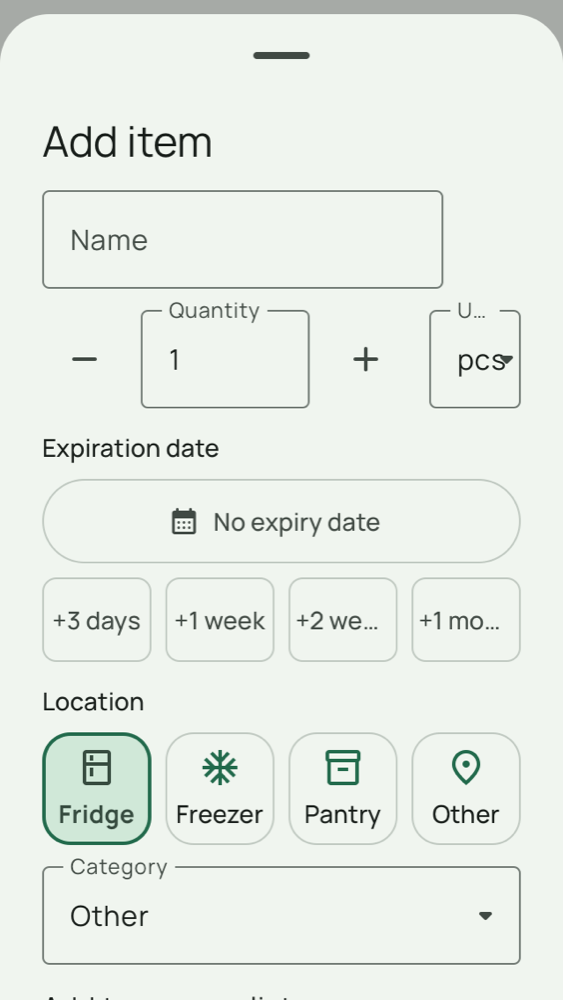 Add item
Name
Quantity
U...
1
pcs
Expiration date
No expiry date
+3 days
+1 week
+2 we...
+1 mo...
Location
Fridge
Freezer
Pantry
Other
Category
Other